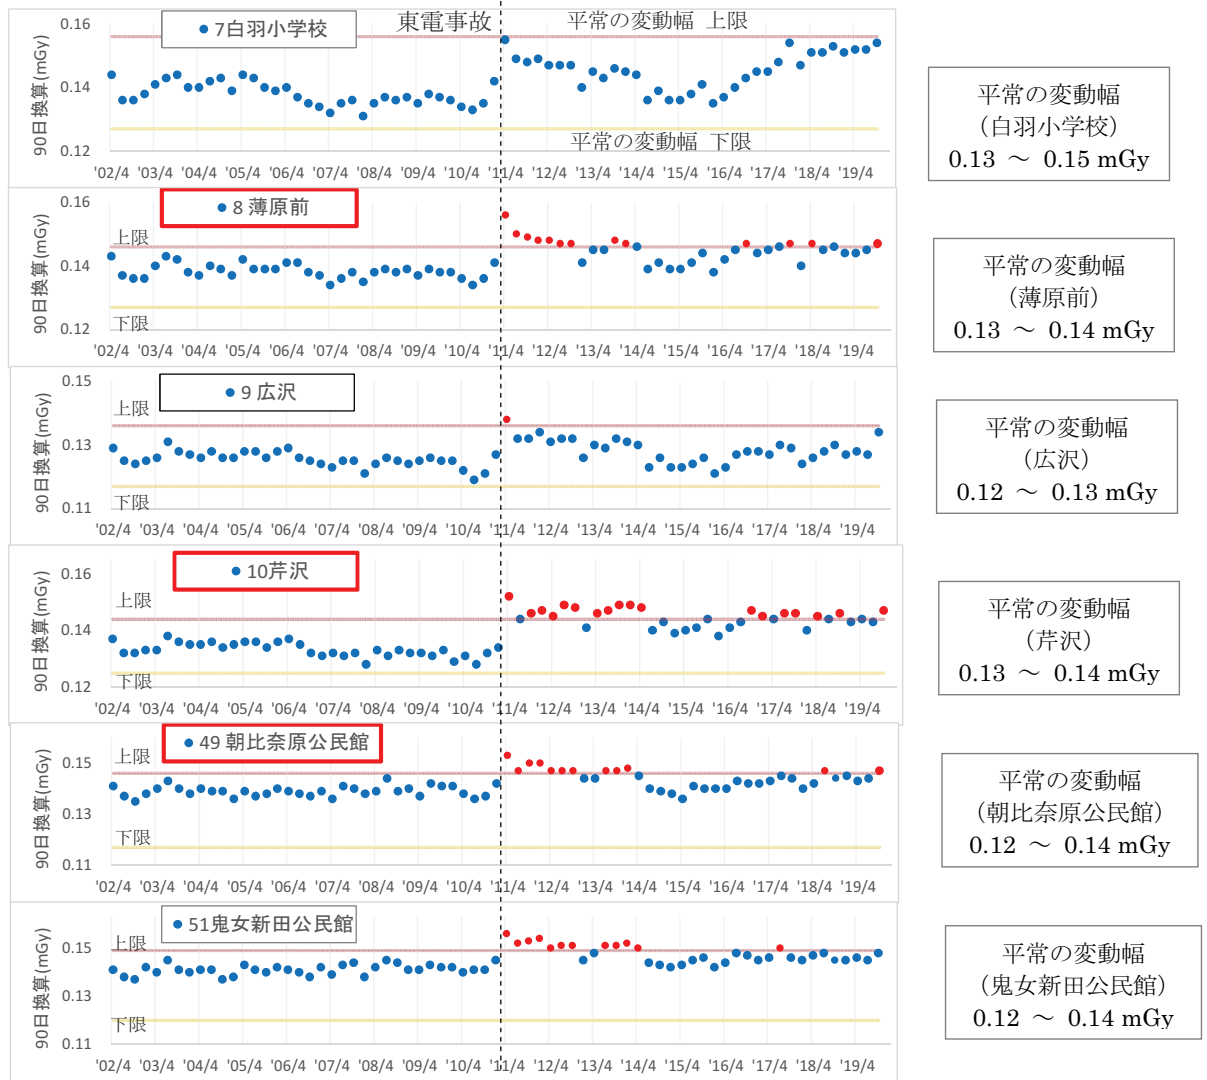 東電事故
平常の変動幅 上限
7白羽小学校
90日換算(mGy)
0.16
0.14
0.12
平常の変動幅 下限
'02/4 '03/4 '04/4 '05/4 '06/4 '07/4 '08/4 '09/4 '10/4 '11/4 '12/4 '13/4 '14/4 '15/4 '16/4 '17/4 '18/4 '19/4
平常の変動幅
（白羽小学校）
0.13 ～ 0.15 mGy
8 薄原前
90日換算(mGy)
0.16
上限
0.14
0.12
下限
'02/4 '03/4 '04/4 '05/4 '06/4 '07/4 '08/4 '09/4 '10/4 '11/4 '12/4 '13/4 '14/4 '15/4 '16/4 '17/4 '18/4 '19/4
平常の変動幅
（薄原前）
0.13 ～ 0.14 mGy
9 広沢
90日換算(mGy)
0.15
上限
0.13
0.11
下限
'02/4 '03/4 '04/4 '05/4 '06/4 '07/4 '08/4 '09/4 '10/4 '11/4 '12/4 '13/4 '14/4 '15/4 '16/4 '17/4 '18/4 '19/4
平常の変動幅
（広沢）
0.12 ～ 0.13 mGy
10芹沢
90日換算(mGy)
0.16
上限
0.14
0.12
下限
'02/4 '03/4 '04/4 '05/4 '06/4 '07/4 '08/4 '09/4 '10/4 '11/4 '12/4 '13/4 '14/4 '15/4 '16/4 '17/4 '18/4 '19/4
平常の変動幅
（芹沢）
0.13 ～ 0.14 mGy
49 朝比奈原公民館
90日換算(mGy)
上限
0.15
0.13
下限
0.11
'02/4 '03/4 '04/4 '05/4 '06/4 '07/4 '08/4 '09/4 '10/4 '11/4 '12/4 '13/4 '14/4 '15/4 '16/4 '17/4 '18/4 '19/4
平常の変動幅
（朝比奈原公民館）
0.12 ～ 0.14 mGy
51鬼女新田公民館
90日換算(mGy)
上限
0.15
0.13
下限
0.11
'02/4 '03/4 '04/4 '05/4 '06/4 '07/4 '08/4 '09/4 '10/4 '11/4 '12/4 '13/4 '14/4 '15/4 '16/4 '17/4 '18/4 '19/4
平常の変動幅
（鬼女新田公民館）
0.12 ～ 0.14 mGy